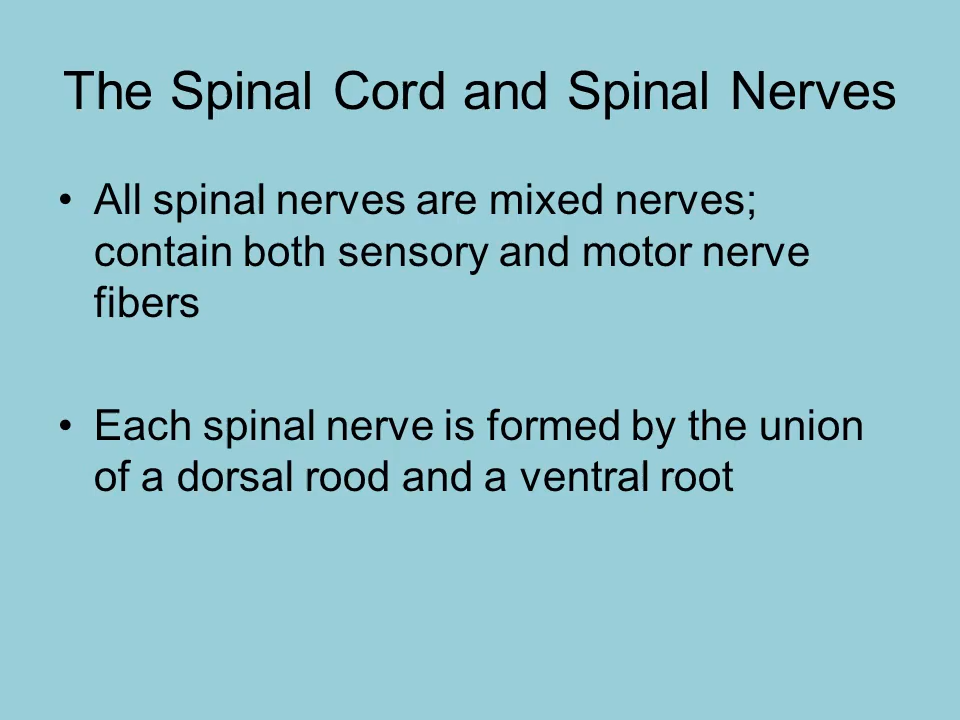 The Spinal Cord and Spinal Nerves
• All spinal nerves are mixed nerves;
contain both sensory and motor nerve
fibers
• Each spinal nerve is formed by the union
of a dorsal rood and a ventral root